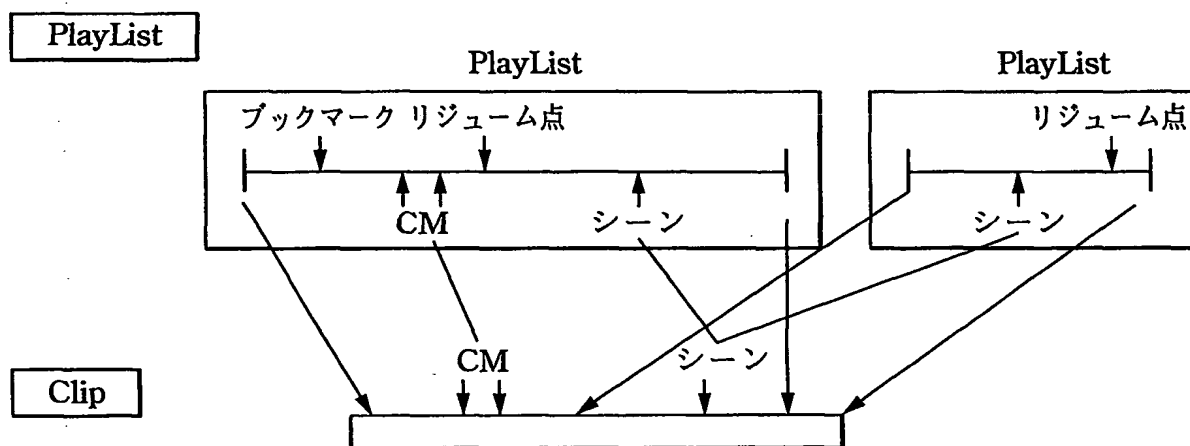 PlayList
PlayList PlayList
ブックマーク リジューム点 リジューム点
CM シーン シーン
CM シーン
Clip